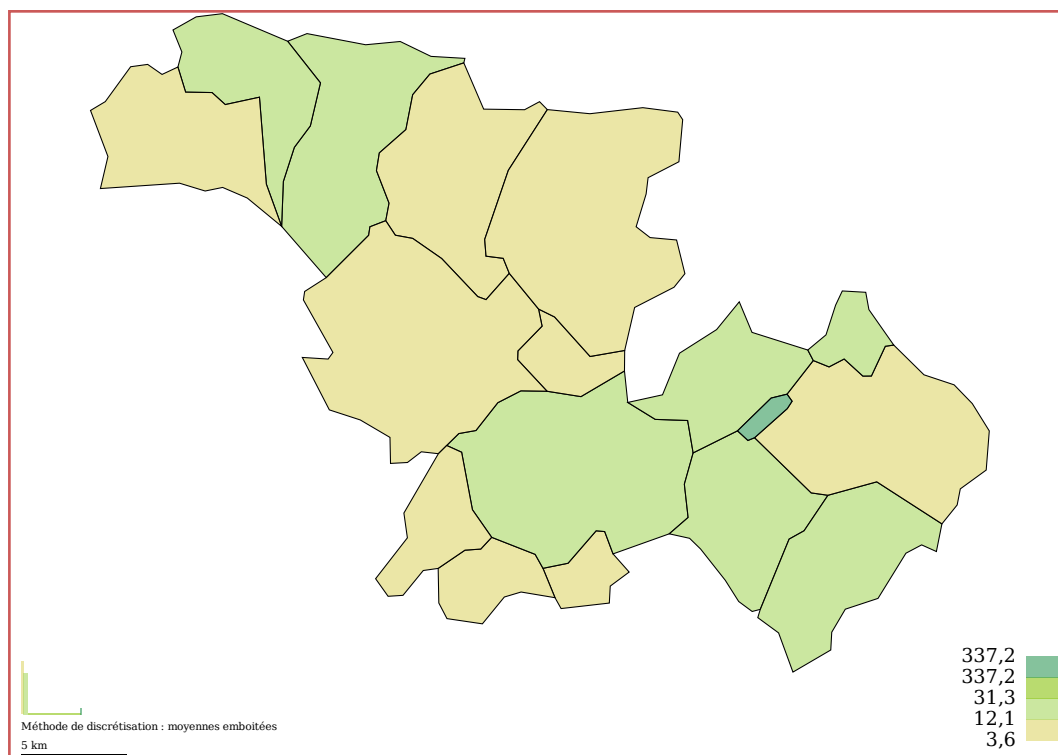 337,2
337,2
31,3
12,1
3,6
Méthode de discrétisation : moyennes emboitées
5 km